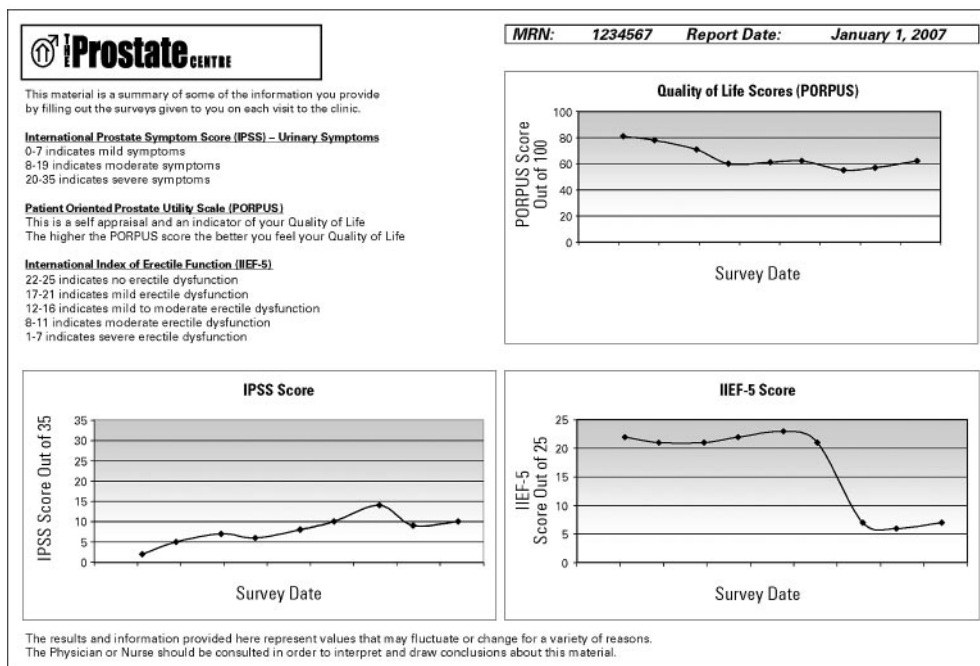 THE Prostate CENTRE
MRN: 1234567 Report Date: January 1, 2007
This material is a summary of some of the information you provide
by filling out the surveys given to you on each visit to the clinic.
International Prostate Symptom Score (IPSS) – Urinary Symptoms
0-7 indicates mild symptoms
8-19 indicates moderate symptoms
20-35 indicates severe symptoms
Patient Oriented Prostate Utility Scale (PORPUS)
This is a self appraisal and an indicator of your Quality of Life
The higher the PORPUS score the better you feel your Quality of Life
International Index of Erectile Function (IIEF-5)
22-25 indicates no erectile dysfunction
17-21 indicates mild erectile dysfunction
12-16 indicates mild to moderate erectile dysfunction
8-11 indicates moderate erectile dysfunction
1-7 indicates severe erectile dysfunction
Quality of Life Scores (PORPUS)
PORPUS Score
Out of 100
100
80
60
40
20
0
Survey Date
IPSS Score
IPSS Score Out of 35
35
30
25
20
15
10
5
0
Survey Date
IIEF-5 Score
IIEF-5
Score Out of 25
25
20
15
10
5
0
Survey Date
The results and information provided here represent values that may fluctuate or change for a variety of reasons.
The Physician or Nurse should be consulted in order to interpret and draw conclusions about this material.